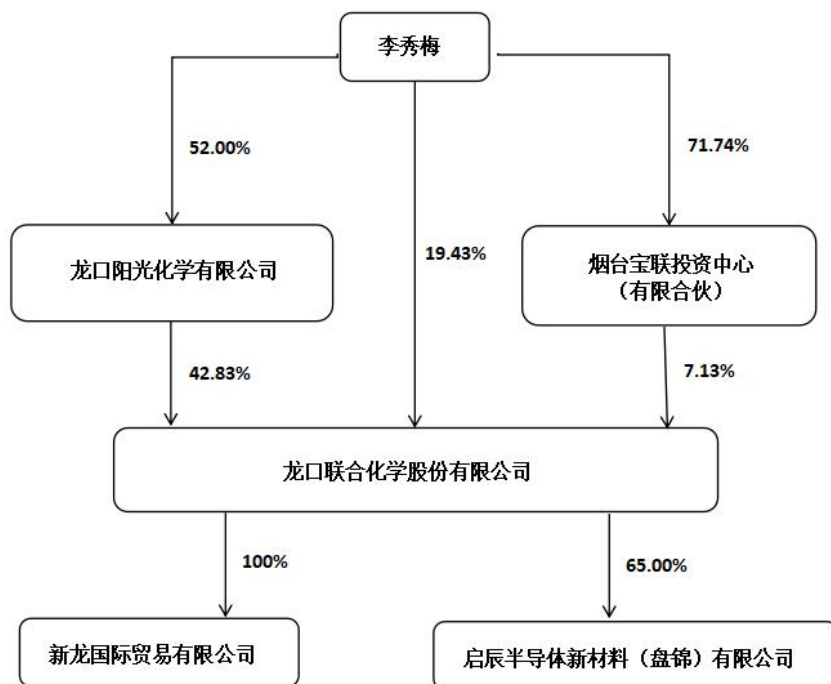 李秀梅
52.00%
71.74%
龙口阳光化学有限公司
19.43%
烟台宝联投资中心
（有限合伙）
42.83%
7.13%
龙口联合化学股份有限公司
100%
65.00%
新龙国际贸易有限公司
启辰半导体新材料（盘锦）有限公司